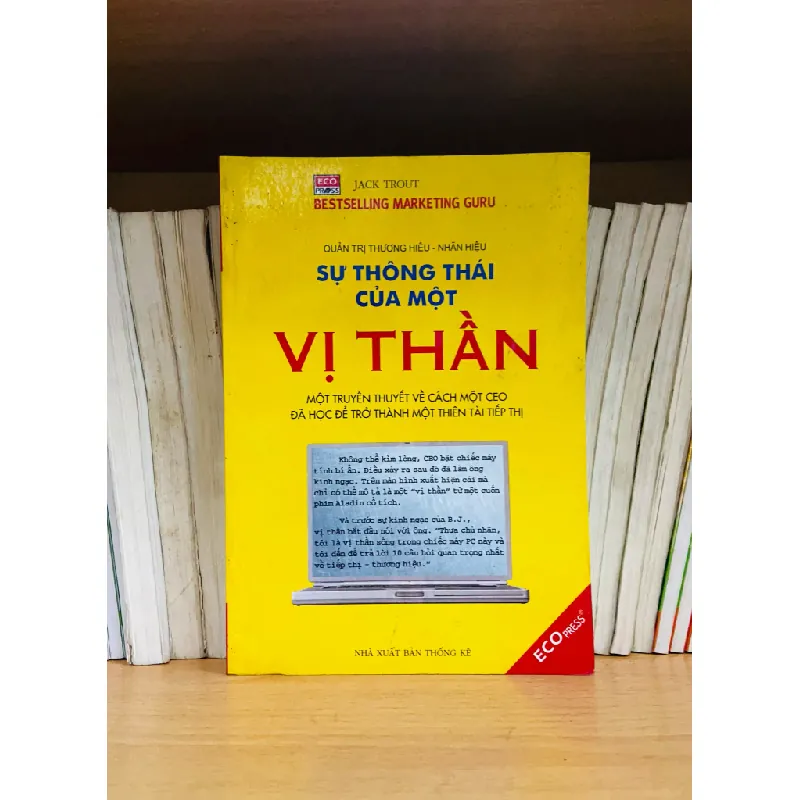 ECO
PRESS
JACK TROUT
BESTSELLING MARKETING GURU
QUẢN TRỊ THƯƠNG HIỆU - NHÃN HIỆU
SỰ THÔNG THÁI
CỦA MỘT
VỊ THẦN
MỘT TRUYỀN THUYẾT VỀ CÁCH MỘT CEO
ĐÃ HỌC ĐỂ TRỞ THÀNH MỘT THIÊN TÀI TIẾP THỊ
Không thể kìm lòng, CEO bật chiếc máy
tính bí ẩn. Điều xảy ra sau đó đã làm ông
kinh ngạc. Trên màn hình xuất hiện cái mà
chỉ có thể mô tả là một "vị thần" từ một cuốn
phim Aladin cổ tích.
Và trước sự kinh ngạc của B.J.,
vị thần bắt đầu nói với ông. "Thưa chủ nhân,
tôi là vị thần sống trong chiếc máy PC này và
tôi đến để trả lời 10 câu hỏi quan trọng nhất
về tiếp thị - thương hiệu."
NHÀ XUẤT BẢN THỐNG KÊ
ECO PRESS®